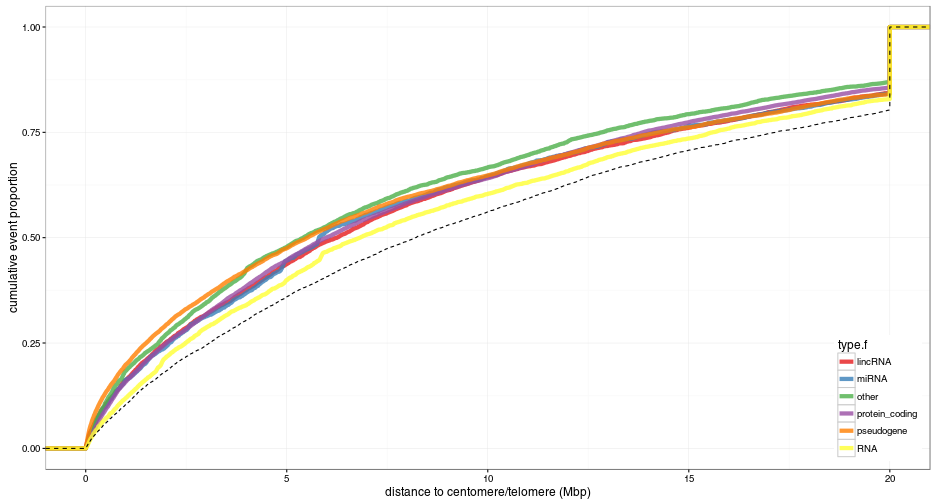 1.00
0.75
0.50
0.25
0.00
cumulative event proportion
type.f
lincRNA
miRNA
other
protein_coding
pseudogene
RNA
0 5 10 15 20
distance to centomere/telomere (Mbp)